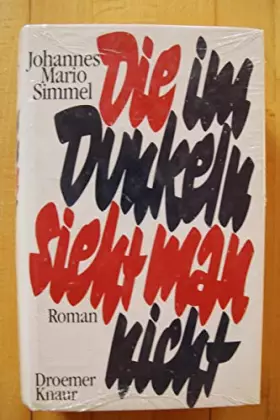 Johannes
Mario
Simmel
Die im
Dunkeln
sieht man
nicht
Roman
Droemer
Knaur